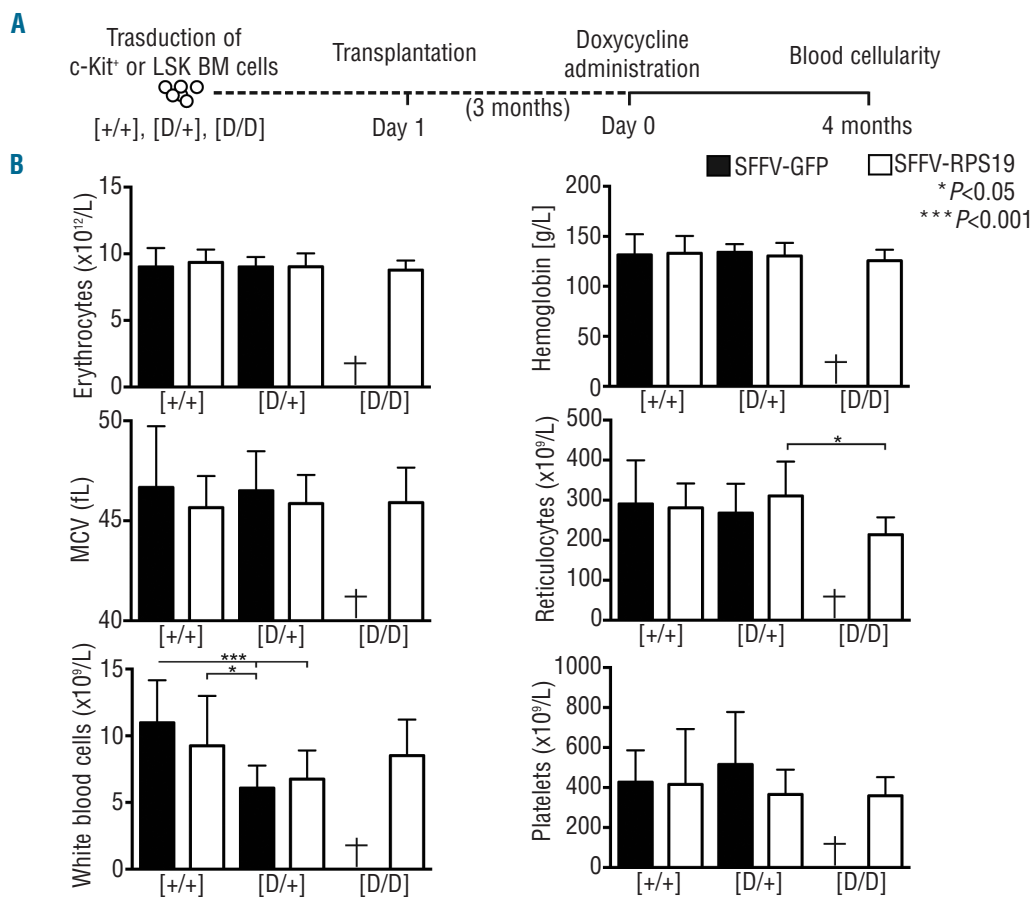 A
Trasduction of
c-Kit⁺ or LSK BM cells
[+/+], [D/+], [D/D]
Transplantation
Day 1
(3 months)
Doxycycline
administration
Day 0
Blood cellularity
4 months
B
SFFV-GFP
SFFV-RPS19
*P<0.05
***P<0.001
Erythrocytes (x10¹²/L)
15
10
5
0
[+/+] [D/+] [D/D]
Hemoglobin [g/L]
200
150
100
50
0
[+/+] [D/+] [D/D]
MCV (fL)
50
45
40
[+/+] [D/+] [D/D]
Reticulocytes (x10⁹/L)
500
400
300
200
100
0
*
[+/+] [D/+] [D/D]
White blood cells (x10⁹/L)
15
10
5
0
***
*
[+/+] [D/+] [D/D]
Platelets (x10⁹/L)
1000
800
600
400
200
0
[+/+] [D/+] [D/D]